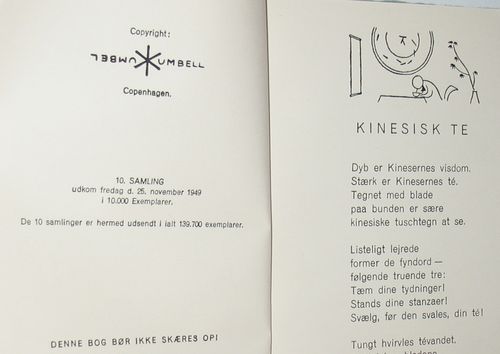 Copyright:
UMBELL UMBELL
Copenhagen.
10. SAMLING
udkom fredag d. 25. november 1949
i 10.000 Exemplarer.
De 10 samlinger er hermed udsendt i ialt 139.700 exemplarer.
DENNE BOG BØR IKKE SKÆRES OP!
KINESISK TE
Dyb er Kinesernes visdom.
Stærk er Kinesernes té.
Tegnet med blade
paa bunden er sære
kinesiske tuschtegn at se.
Listeligt lejrede
former de fyndord —
følgende truende tre:
Tæm dine tydninger!
Stands dine stanzaer!
Svælg, før den svales, din té!
Tungt hvirvles tévandet.